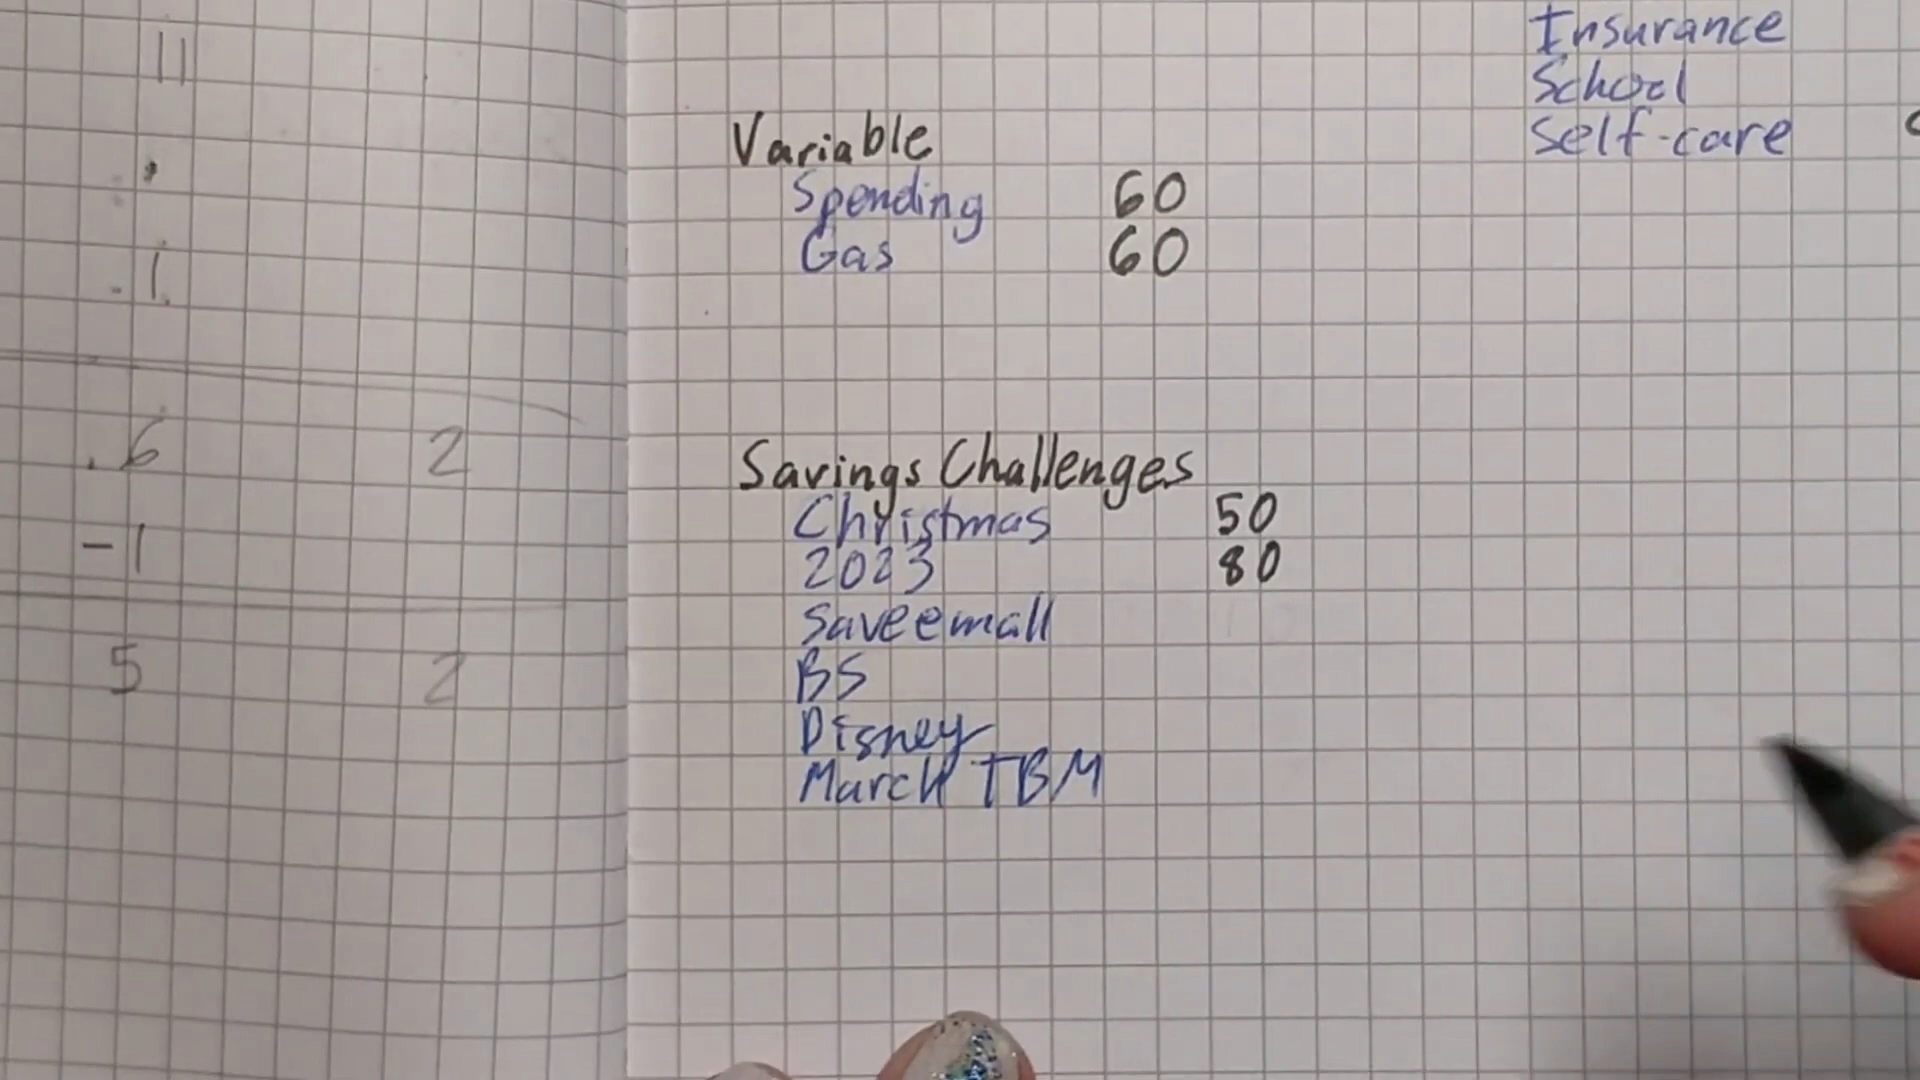 11
.6 2
-1
5 2
Variable
Spending 60
Gas 60
Savings Challenges
Christmas 50
2023 80
Saveemall
BS
Disney
March TBM
Insurance
School
Self-care